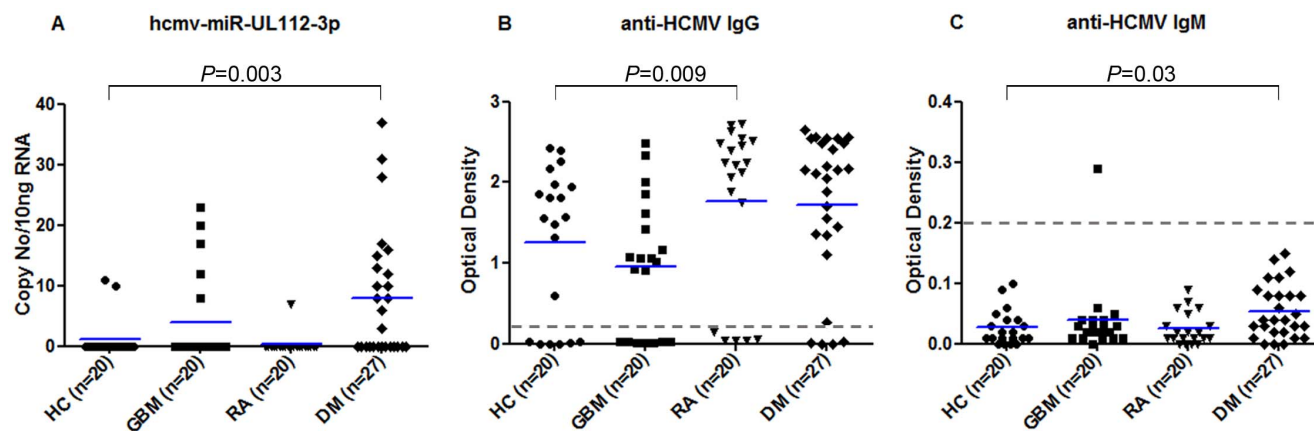 A hcmv-miR-UL112-3p
P=0.003
Copy No/10ng RNA
40
30
20
10
0
HC (n=20)
GBM (n=20)
RA (n=20)
DM (n=27)
B anti-HCMV IgG
P=0.009
Optical Density
3
2
1
0
HC (n=20)
GBM (n=20)
RA (n=20)
DM (n=27)
C anti-HCMV IgM
P=0.03
Optical Density
0.4
0.3
0.2
0.1
0.0
HC (n=20)
GBM (n=20)
RA (n=20)
DM (n=27)